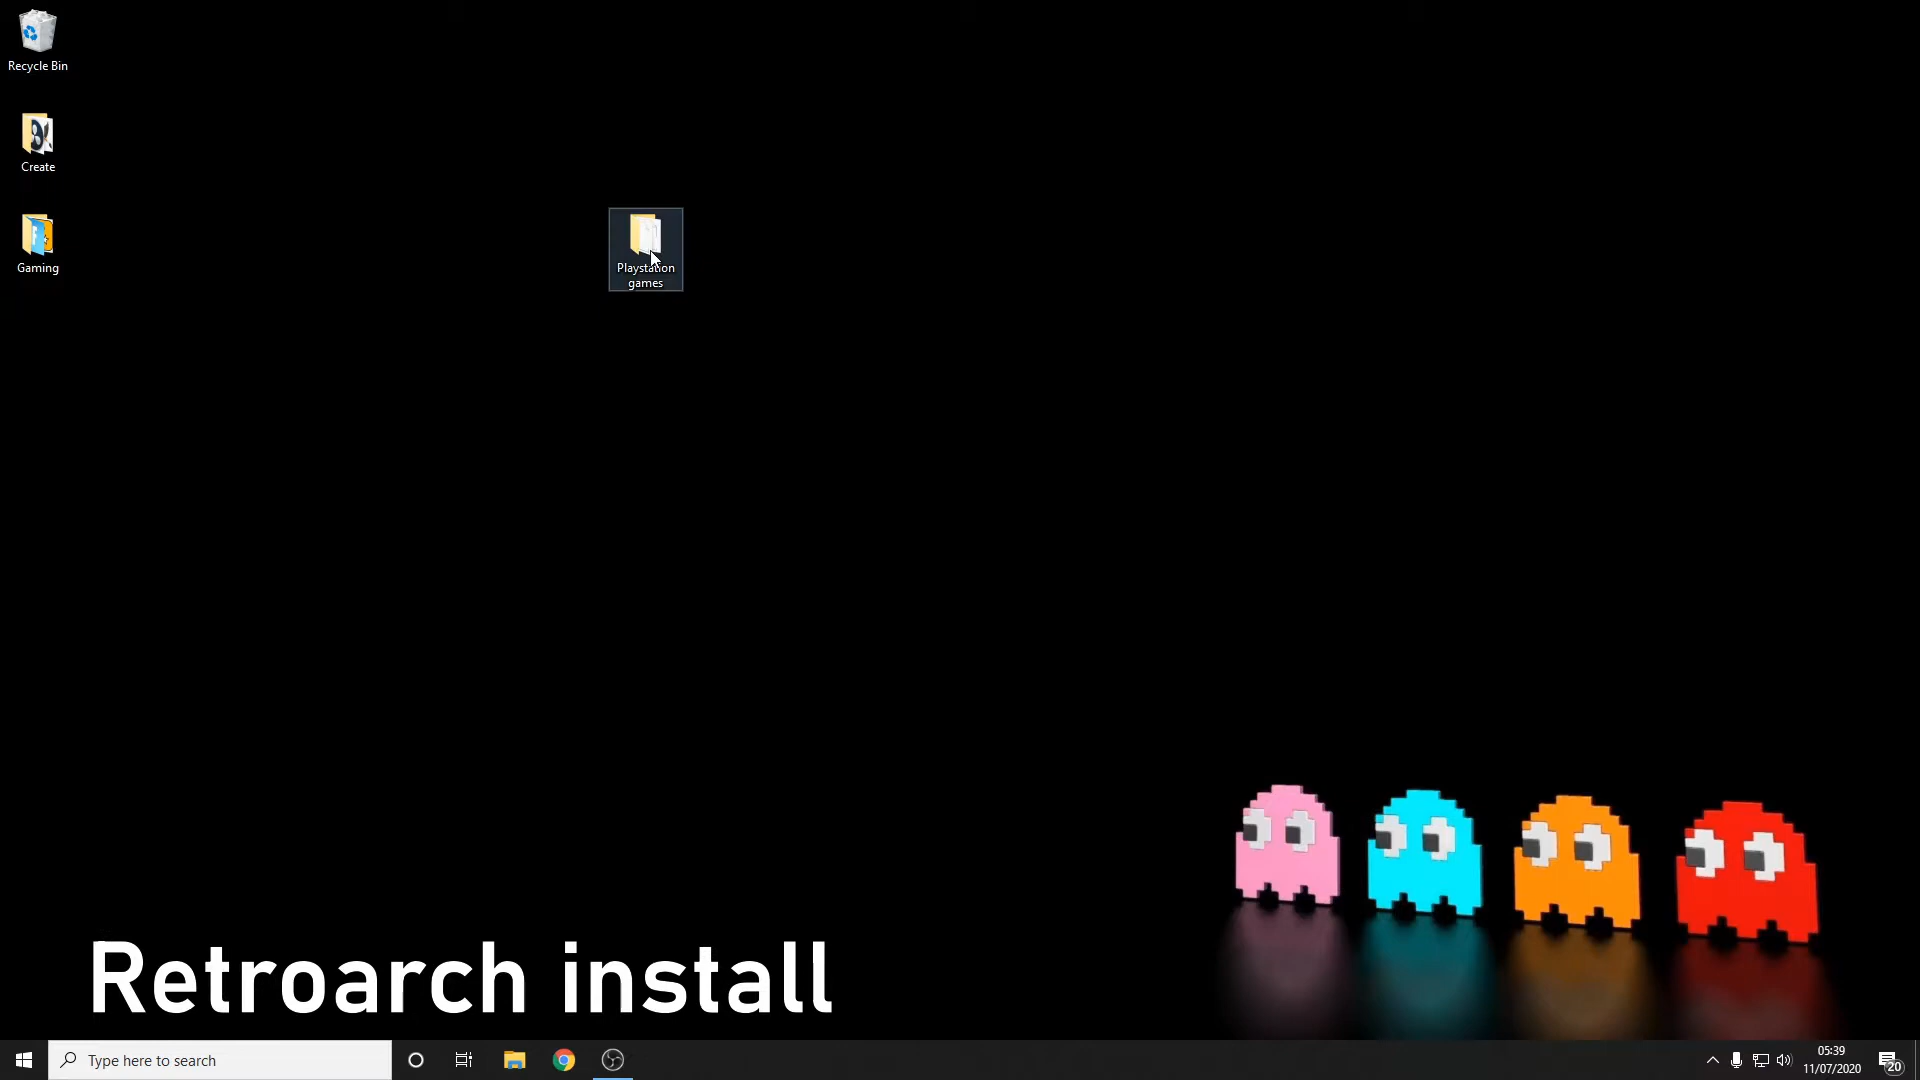 Recycle Bin
Create
Gaming
Playstation
games
Retroarch install
Type here to search
05:39
11/07/2020
20